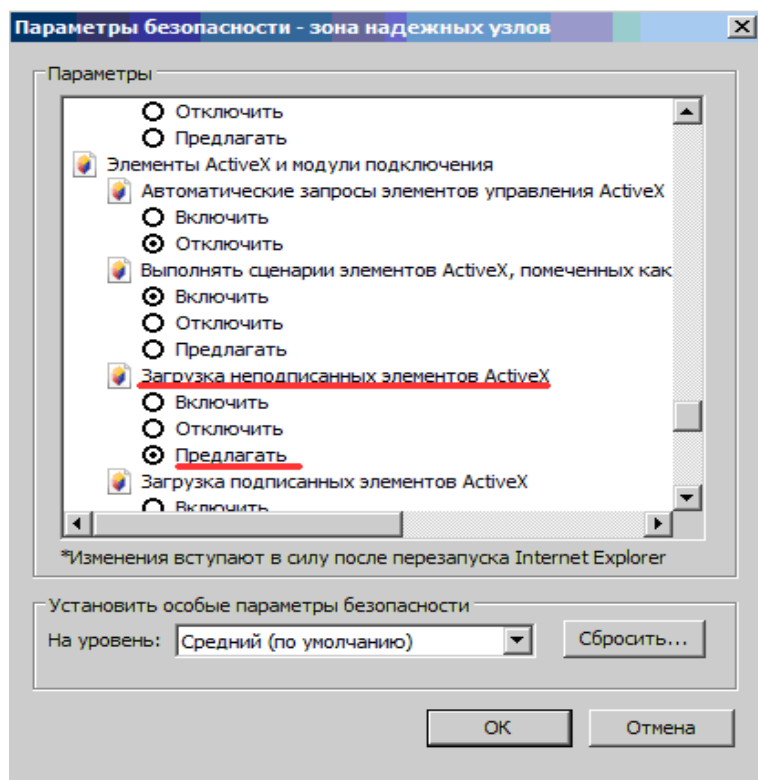 Параметры безопасности - зона надежных узлов
Параметры
Отключить
Предлагать
Элементы ActiveX и модули подключения
Автоматические запросы элементов управления ActiveX
Включить
Отключить
Выполнять сценарии элементов ActiveX, помеченных как
Включить
Отключить
Предлагать
Загрузка неподписанных элементов ActiveX
Включить
Отключить
Предлагать
Загрузка подписанных элементов ActiveX
Включить
*Изменения вступают в силу после перезапуска Internet Explorer
Установить особые параметры безопасности
На уровень: Средний (по умолчанию) Сбросить...
ОК Отмена